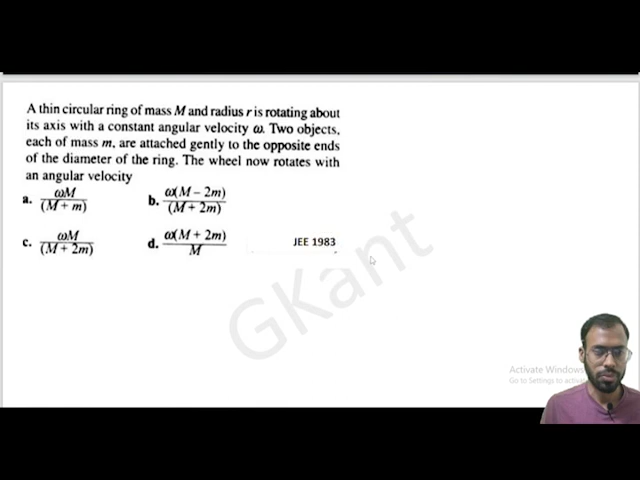 A thin circular ring of mass M and radius r is rotating about
its axis with a constant angular velocity ω. Two objects,
each of mass m, are attached gently to the opposite ends
of the diameter of the ring. The wheel now rotates with
an angular velocity
a. ωM/(M + m) b. ω(M – 2m)/(M + 2m)
c. ωM/(M + 2m) d. ω(M + 2m)/M JEE 1983
GKant
Activate Windows
Go to Settings to